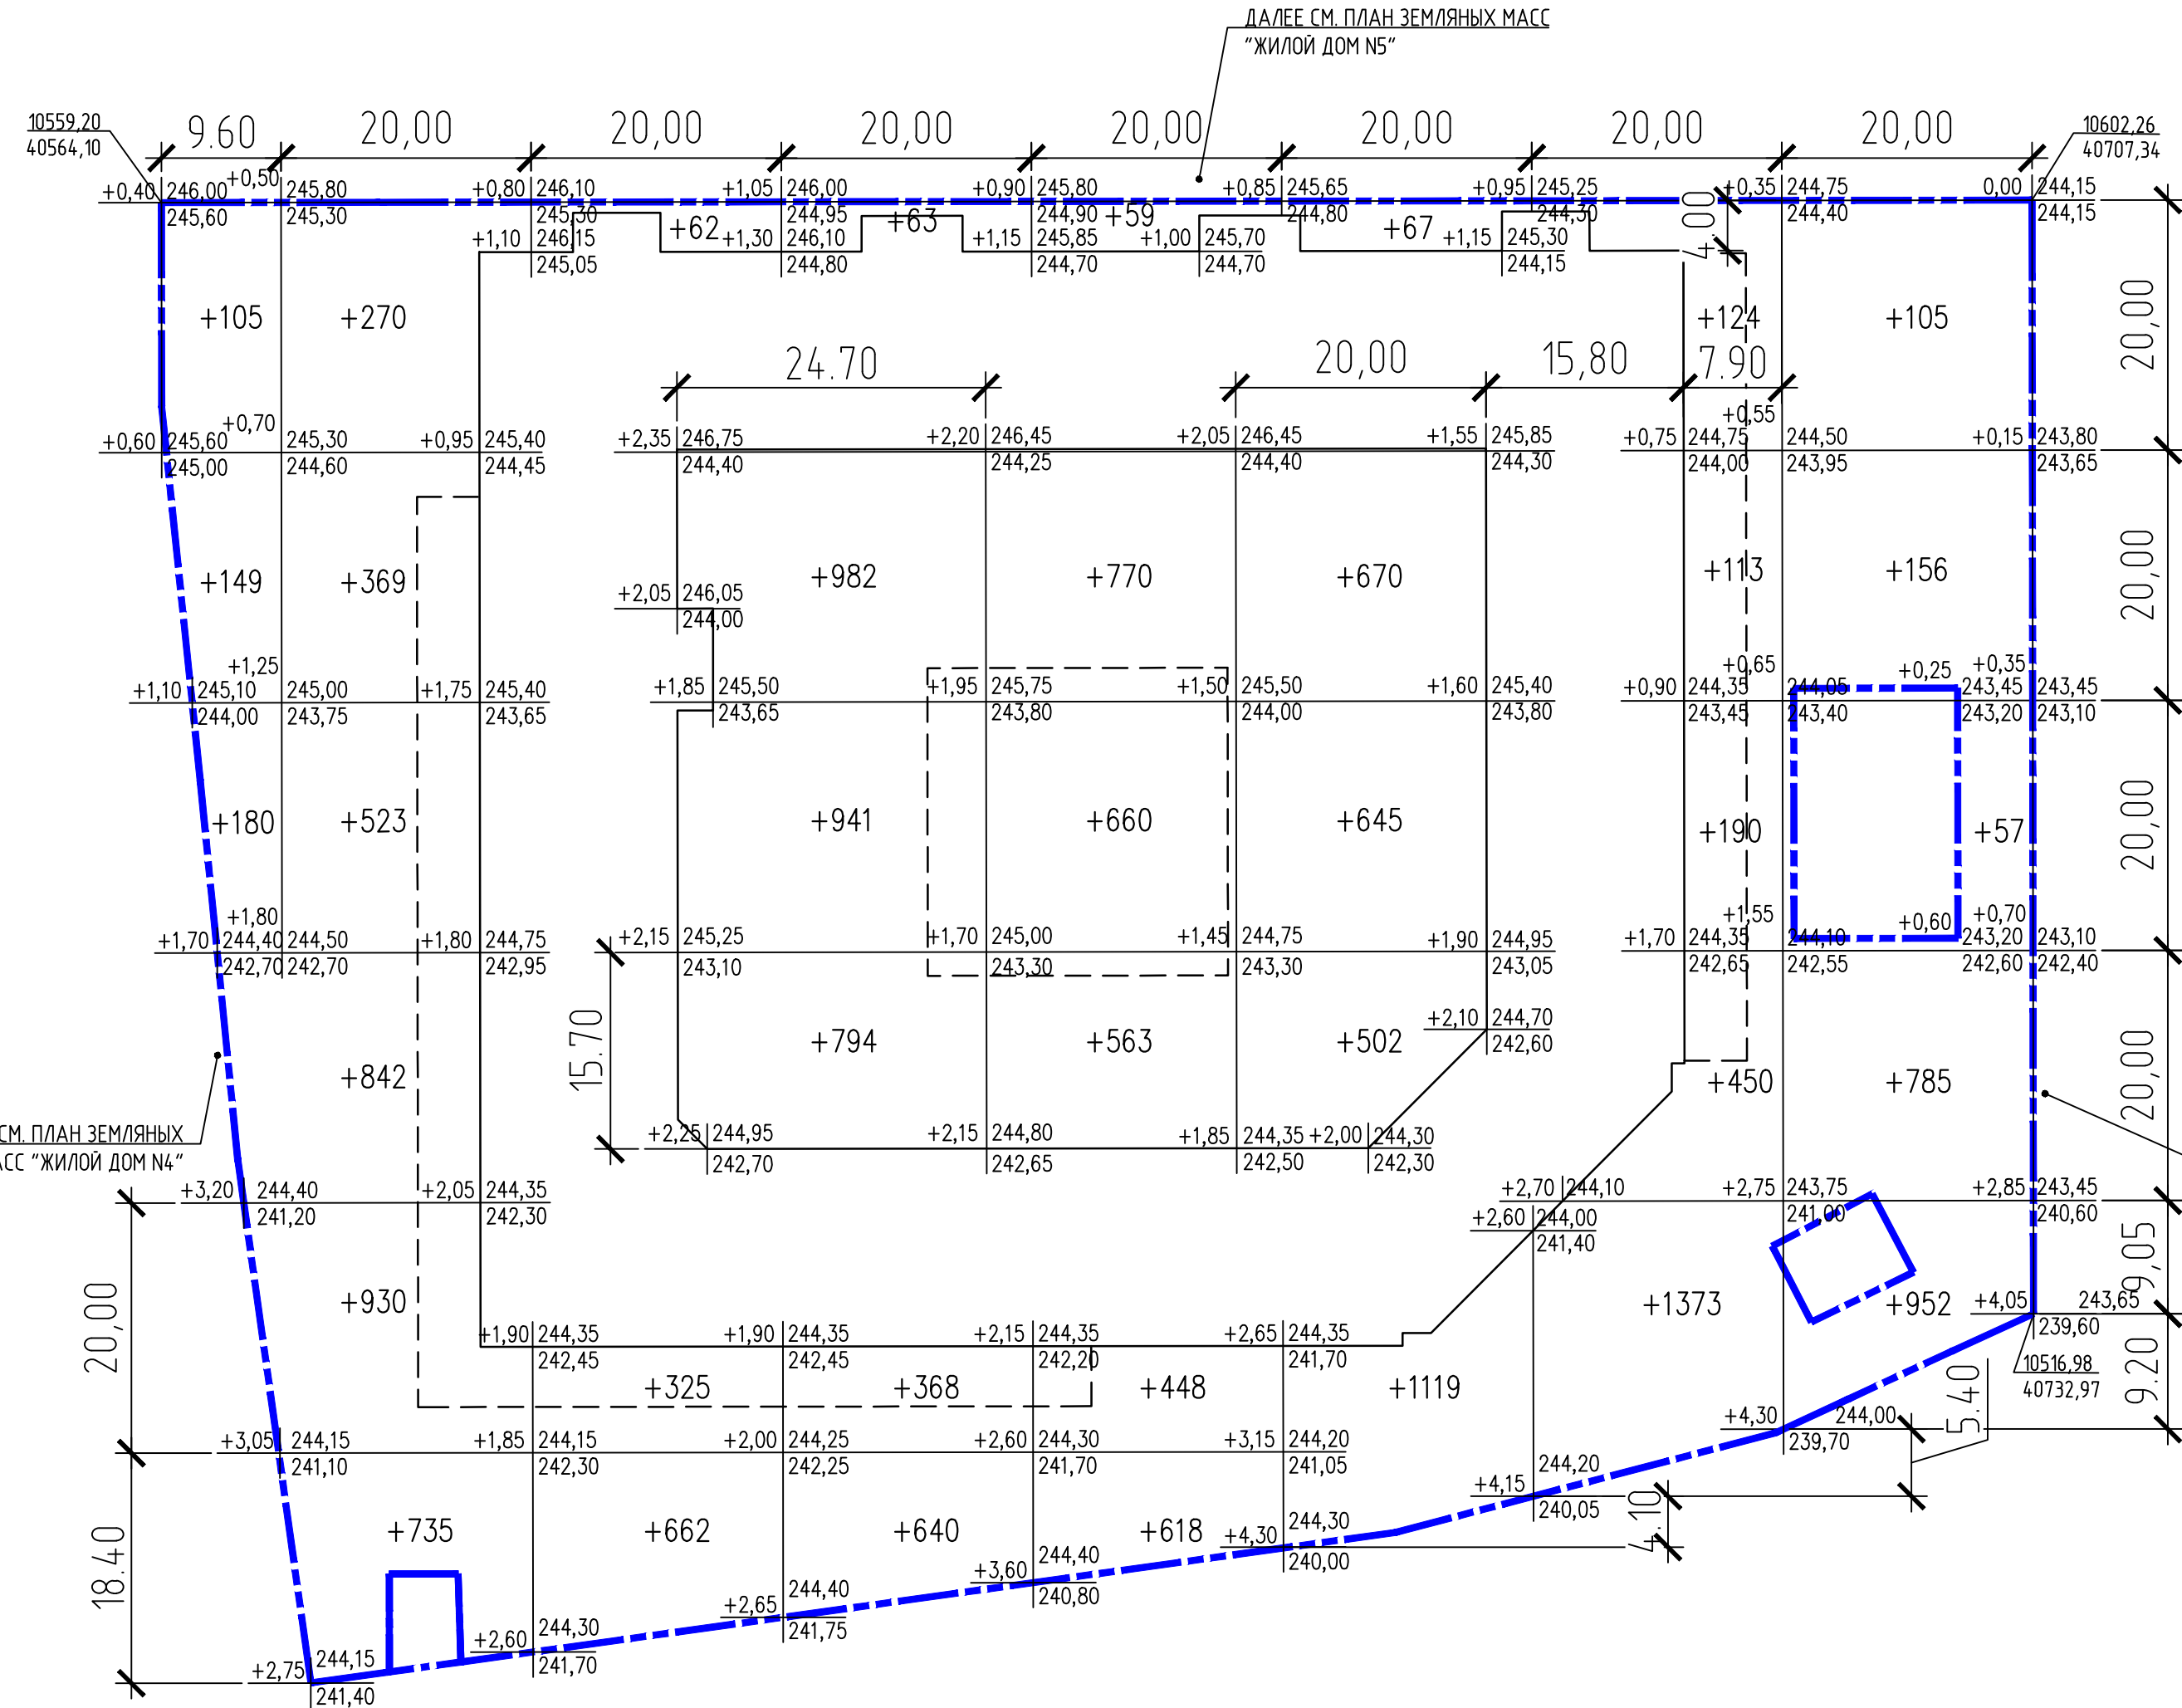 ДАЛЕЕ СМ. ПЛАН ЗЕМЛЯНЫХ МАСС
"ЖИЛОЙ ДОМ N5"
10559,20
40564,10
9.60 20,00 20,00 20,00 20,00 20,00 20,00 20,00
10602,26
40707,34
+0,40 246,00 +0,50 245,80 +0,80 246,10 +1,05 246,00 +0,90 245,80 +0,85 245,65 +0,95 245,25 +0,35 244,75 0,00 244,15
245,60 245,30 245,30 244,95 244,90 244,80 244,30 244,40 244,15
+62 +63 +59 +67 4.00
+1,10 246,15 +1,30 246,10 +1,15 245,85 +1,00 245,70 +1,15 245,30
245,05 244,80 244,70 244,70 244,15
+105 +270 +124 +105 20,00
24.70 20,00 15,80 7.90
+0,60 245,60 +0,70 245,30 +0,95 245,40 +2,35 246,75 +2,20 246,45 +2,05 246,45 +1,55 245,85 +0,75 244,75 +0,55 244,50 +0,15 243,80
245,00 244,60 244,45 244,40 244,25 244,40 244,30 244,00 243,95 243,65
+149 +369 +982 +770 +670 +113 +156 20,00
+2,05 246,05
244,00
+1,10 245,10 +1,25 245,00 +1,75 245,40 +1,85 245,50 +1,95 245,75 +1,50 245,50 +1,60 245,40 +0,90 244,35 +0,65 244,05 +0,25 243,45 +0,35 243,45
244,00 243,75 243,65 243,65 243,80 244,00 243,80 243,45 243,40 243,20 243,10
+180 +523 +941 +660 +645 +190 +57 20,00
+1,70 244,40 +1,80 244,50 +1,80 244,75 +2,15 245,25 +1,70 245,00 +1,45 244,75 +1,90 244,95 +1,70 244,35 +1,55 244,10 +0,60 243,20 +0,70 243,10
242,70 242,70 242,95 243,10 243,30 243,30 243,05 242,65 242,55 242,60 242,40
+2,10 244,70
242,60
+842 15.70 +794 +563 +502 +450 +785 20,00
СМ. ПЛАН ЗЕМЛЯНЫХ
АСС "ЖИЛОЙ ДОМ N4"
+2,25 244,95 +2,15 244,80 +1,85 244,35 +2,00 244,30
242,70 242,65 242,50 242,30
+3,20 244,40 +2,05 244,35 +2,70 244,10 +2,75 243,75 +2,85 243,45
241,20 242,30 241,00 240,60
+2,60 244,00
241,40
20,00 +930 +1373 +952 9,05
+4,05 243,65
239,60
+1,90 244,35 +1,90 244,35 +2,15 244,35 +2,65 244,35
242,45 242,45 242,20 241,70
10516,98
40732,97
+325 +368 +448 +1119 5.40 9.20
+4,30 244,00
239,70
+3,05 244,15 +1,85 244,15 +2,00 244,25 +2,60 244,30 +3,15 244,20
241,10 242,30 242,25 241,70 241,05
+4,15 244,20
240,05
18.40 +735 +662 +640 +618 4.10
+4,30 244,30
240,00
+3,60 244,40
240,80
+2,65 244,40
241,75
+2,60 244,30
241,70
+2,75 244,15
241,40